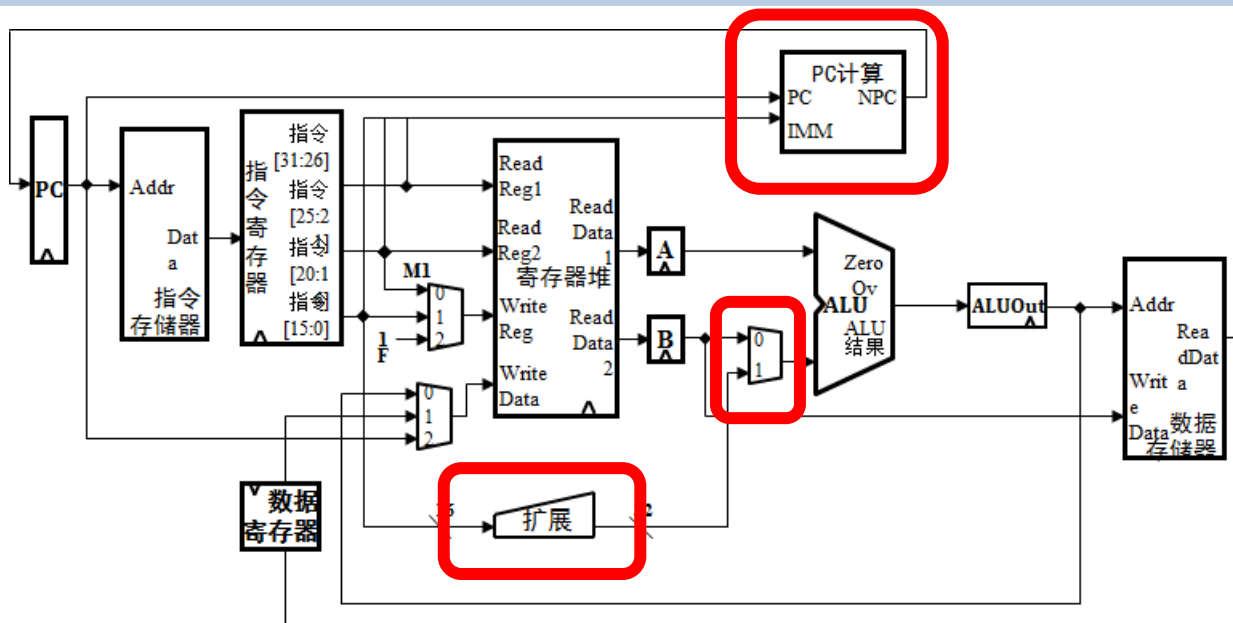 PC计算
PC NPC
IMM
PC
Addr
Dat
a
指令
存储器
指令寄存器
指令
[31:26]
指令
[25:2
指令
[20:1
指令
[15:0]
M1
0
1
2
1
F
0
1
2
Read
Reg1
Read
Reg2
Read
Data
1
寄存器堆
Write
Reg
Read
Data
2
Write
Data
A
B
0
1
Zero
Ov
ALU
ALU
结果
ALUOut
Addr
Rea
dDat
a
Writ
e
Data
数据
存储器
数据
寄存器
扩展